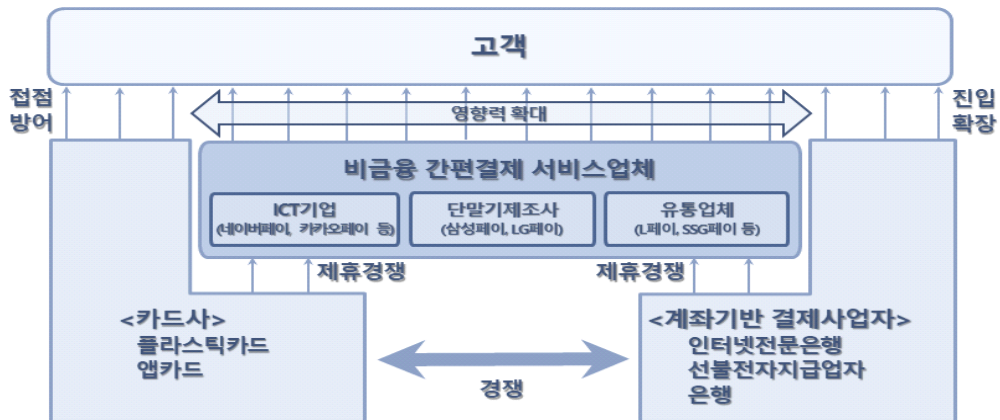 고객
접점
방어
영향력 확대
진입
확장
비금융 간편결제 서비스업체
ICT기업
(네이버페이, 카카오페이 등)
단말기제조사
(삼성페이, LG페이)
유통업체
(L페이, SSG페이 등)
제휴경쟁
제휴경쟁
<카드사>
플라스틱카드
앱카드
<계좌기반 결제사업자>
인터넷전문은행
선불전자지급업자
은행
경쟁